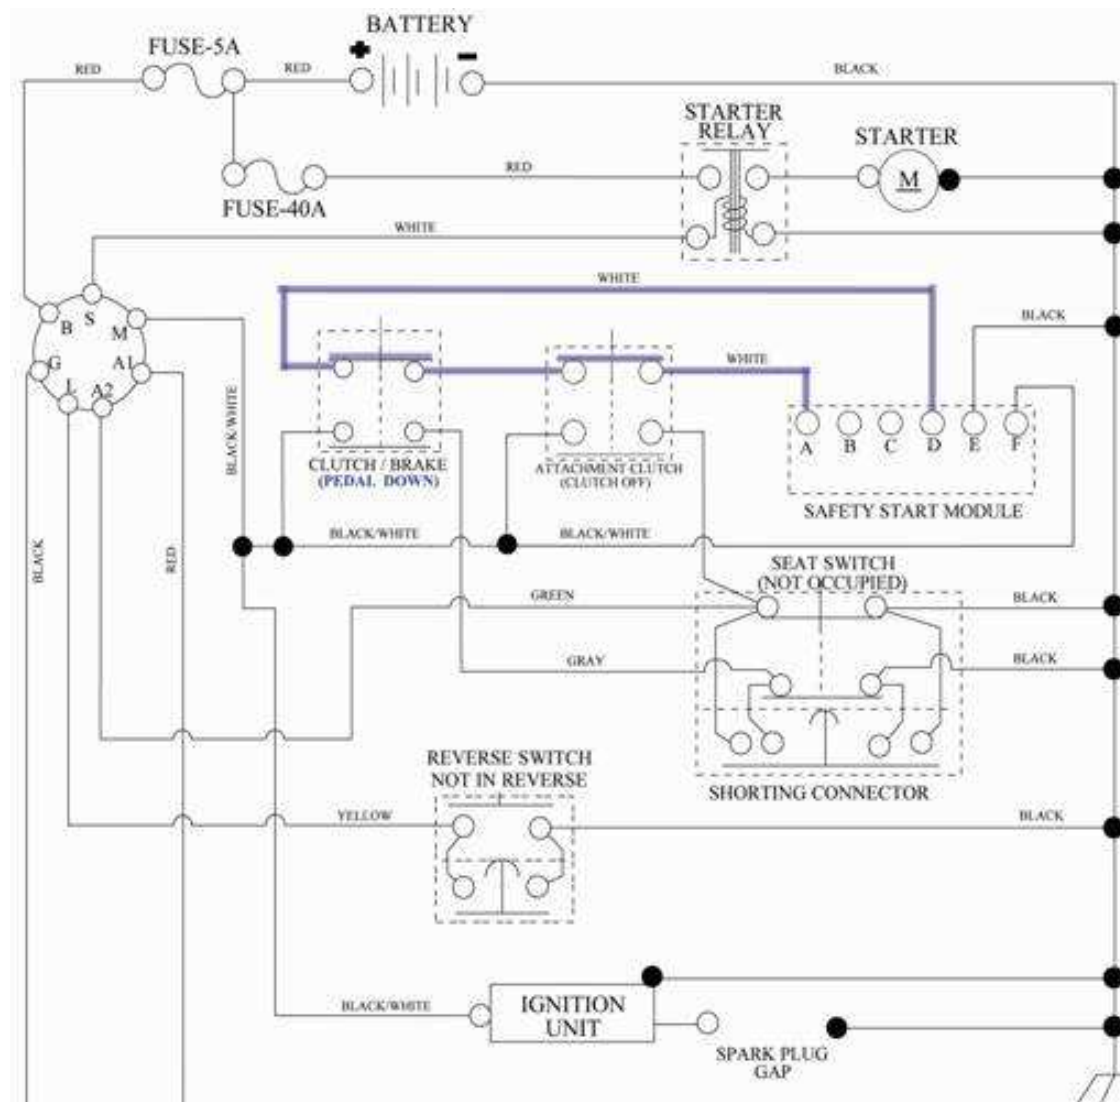 BATTERY
FUSE-5A
+
-
RED
RED
BLACK
STARTER
RELAY
STARTER
M
RED
FUSE-40A
WHITE
WHITE
BLACK
B
S
M
G
A1
L
A2
WHITE
BLACK/WHITE
A
B
C
D
E
F
CLUTCH / BRAKE
(PEDAL DOWN)
ATTACHMENT CLUTCH
(CLUTCH OFF)
SAFETY START MODULE
BLACK/WHITE
BLACK/WHITE
BLACK
RED
SEAT SWITCH
(NOT OCCUPIED)
GREEN
BLACK
GRAY
BLACK
REVERSE SWITCH
NOT IN REVERSE
SHORTING CONNECTOR
YELLOW
BLACK
BLACK/WHITE
IGNITION
UNIT
SPARK PLUG
GAP